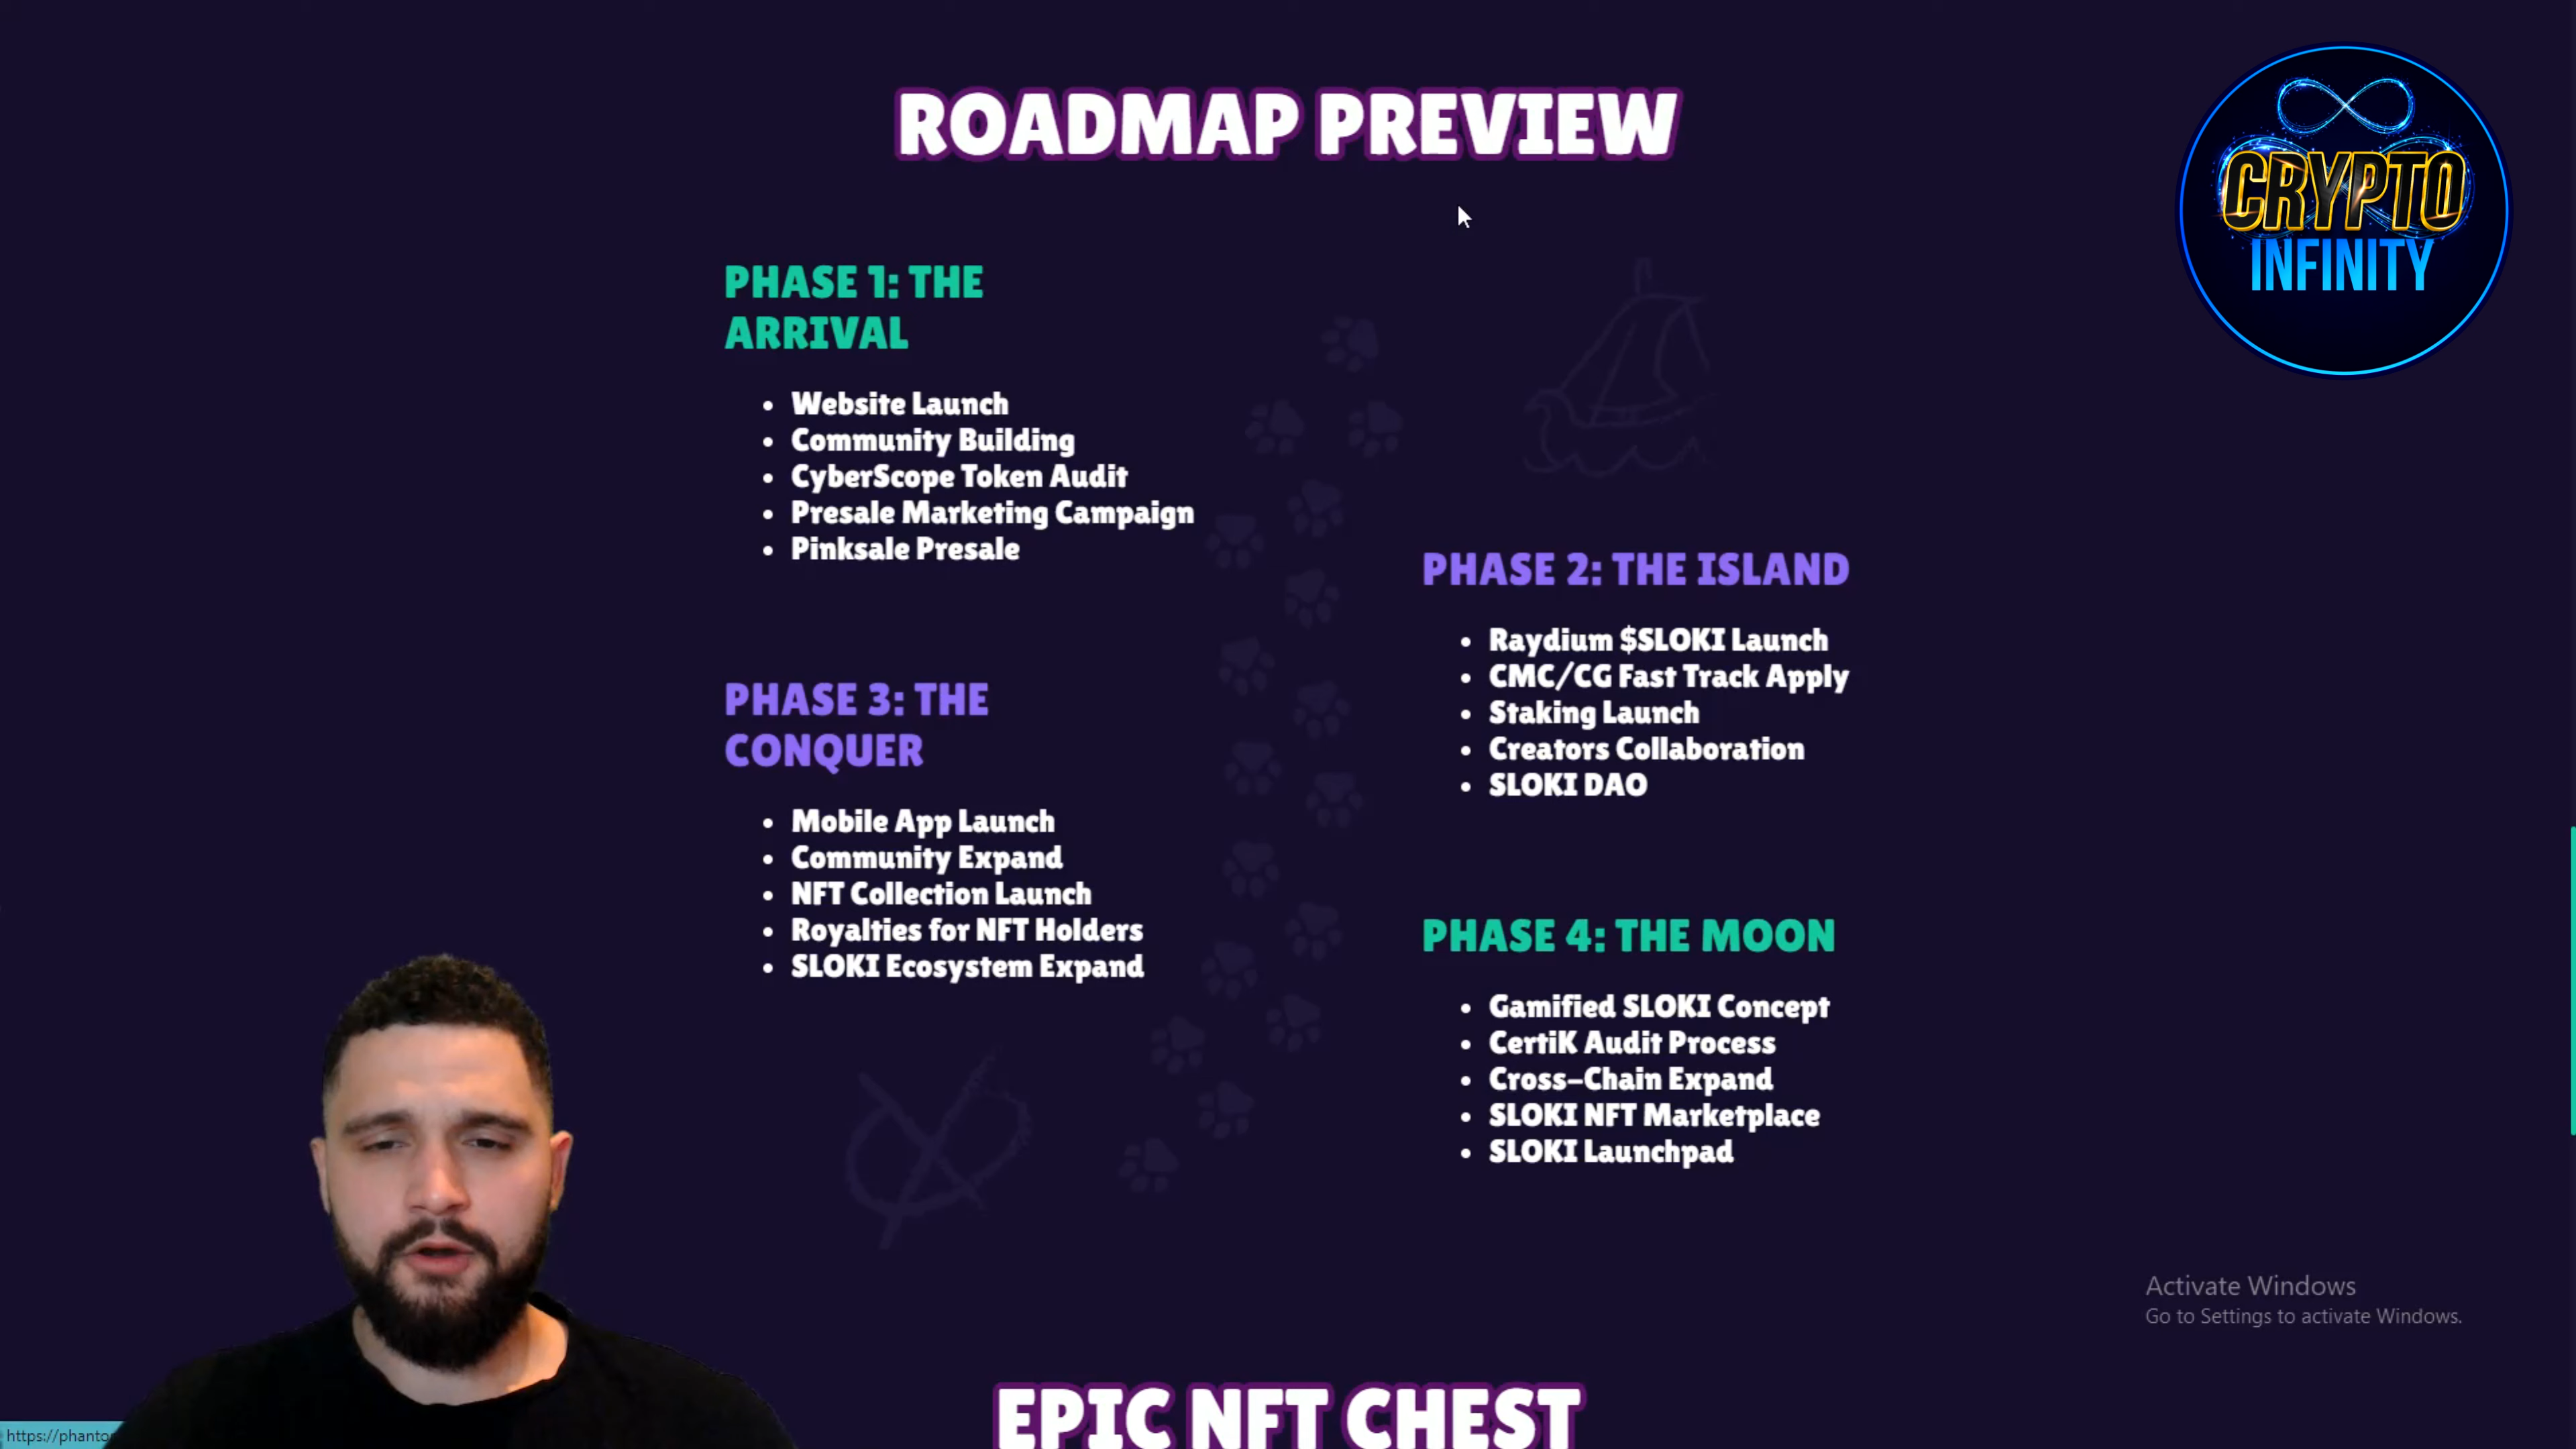 ROADMAP PREVIEW
CRYPTO
INFINITY
PHASE 1: THE
ARRIVAL
• Website Launch
• Community Building
• CyberScope Token Audit
• Presale Marketing Campaign
• Pinksale Presale
PHASE 2: THE ISLAND
• Raydium $SLOKI Launch
• CMC/CG Fast Track Apply
• Staking Launch
• Creators Collaboration
• SLOKI DAO
PHASE 3: THE
CONQUER
• Mobile App Launch
• Community Expand
• NFT Collection Launch
• Royalties for NFT Holders
• SLOKI Ecosystem Expand
PHASE 4: THE MOON
• Gamified SLOKI Concept
• CertiK Audit Process
• Cross-Chain Expand
• SLOKI NFT Marketplace
• SLOKI Launchpad
Activate Windows
Go to Settings to activate Windows.
EPIC NFT CHEST
https://phanto